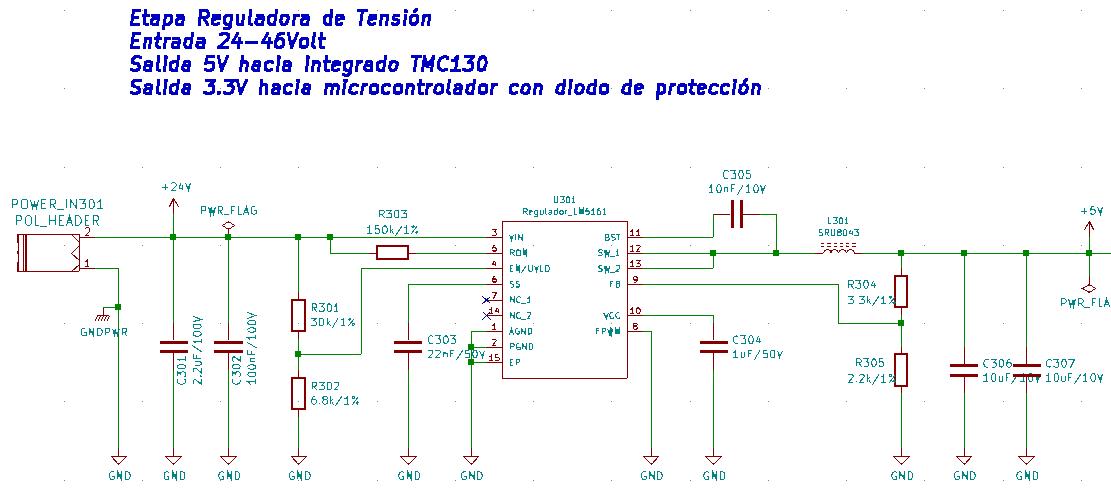 Etapa Reguladora de Tensión
Entrada 24-46Volt
Salida 5V hacia integrado TMC130
Salida 3.3V hacia microcontrolador con diodo de protección
POWER_IN301
POL_HEADER
2
1
GNDPWR
GND
+24V
PWR_FLAG
C301
2.2uF/100V
GND
C302
100nF/100V
GND
R301
30k/1%
R302
6.8k/1%
GND
R303
150k/1%
C303
22nF/50V
GND
GND
U301
Regulador_LM5161
3 VIN
5 RON
4 EN/UVLO
6 SS
7 NC_1
14 NC_2
1 AGND
2 PGND
15 EP
BST 11
SW_1 12
SW_2 13
FB 9
VCC 10
FPWM 8
GND
C305
10nF/10V
C304
1uF/50V
GND
L301
SRU8043
R304
3.3k/1%
R305
2.2k/1%
GND
C306
10uF/10V
GND
C307
10uF/10V
GND
+5V
PWR_FLA